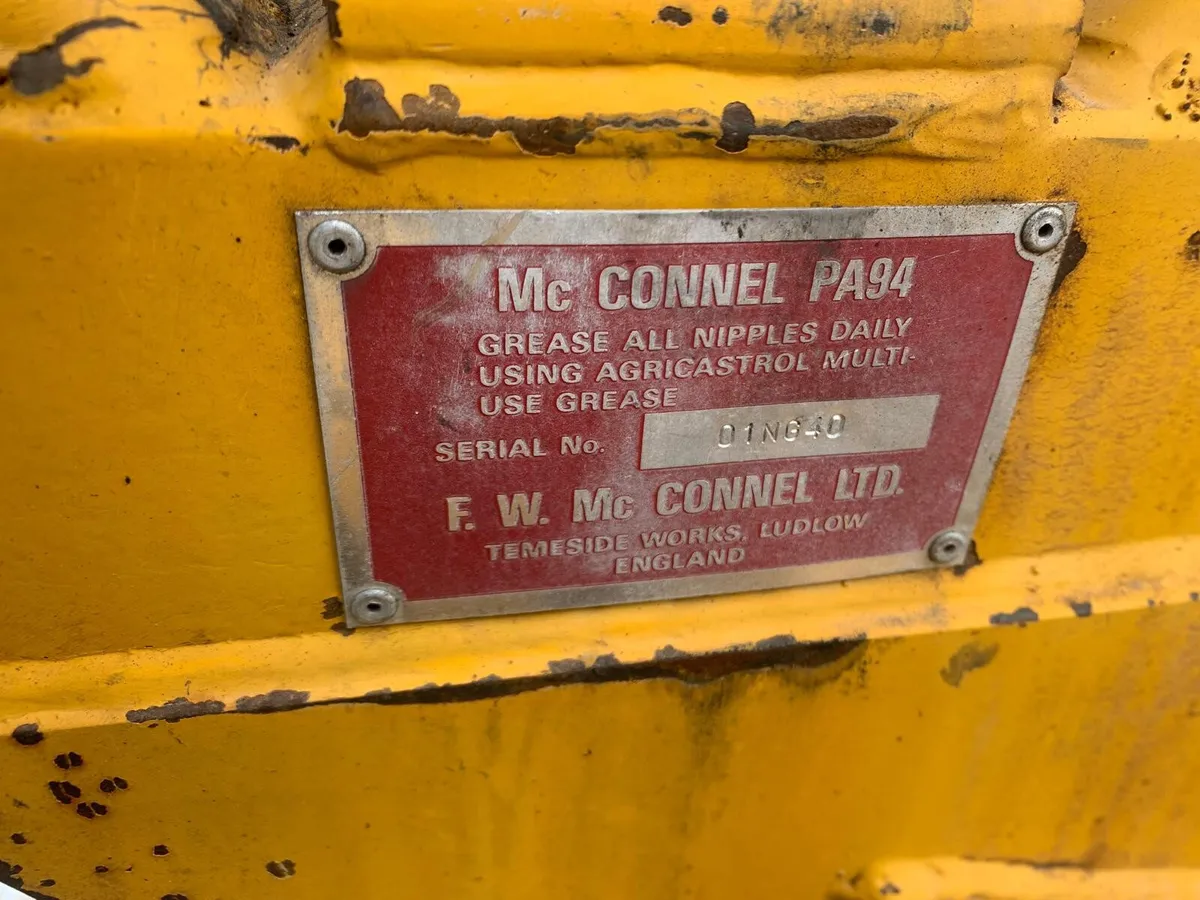 Mc CONNEL PA94
GREASE ALL NIPPLES DAILY
USING AGRICASTROL MULTI-
USE GREASE
SERIAL No. 01NG40
F. W. Mc CONNEL LTD.
TEMESIDE WORKS, LUDLOW
ENGLAND